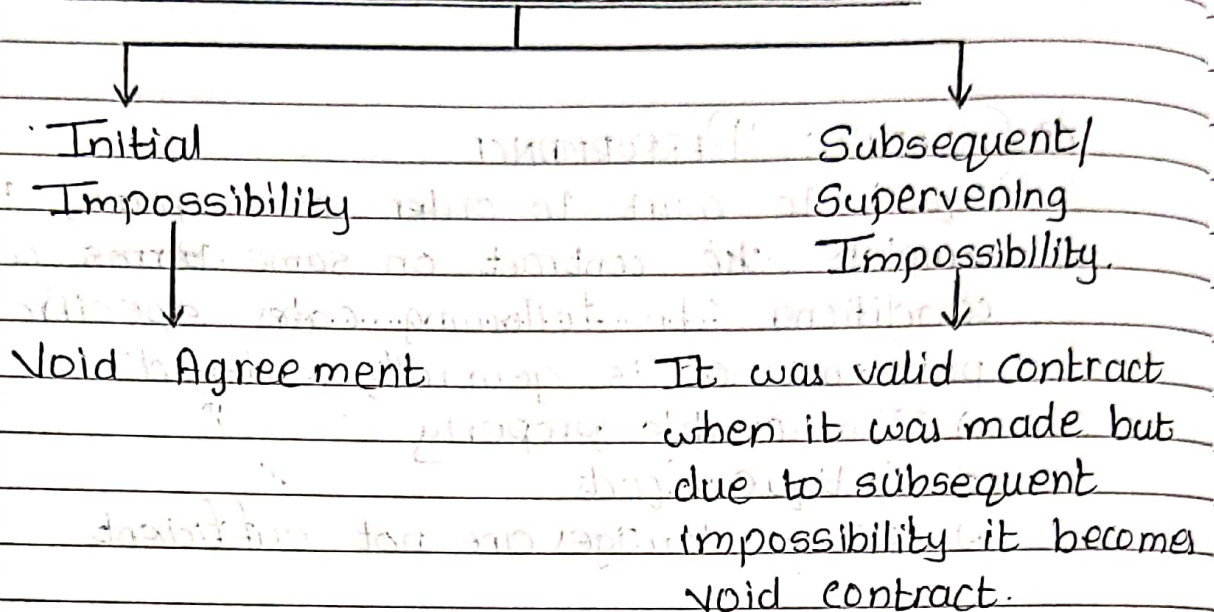 Initial
Impossibility
Subsequent/
Supervening
Impossibility.
Void Agreement
It was valid contract
when it was made but
due to subsequent
impossibility it becomes
void contract.